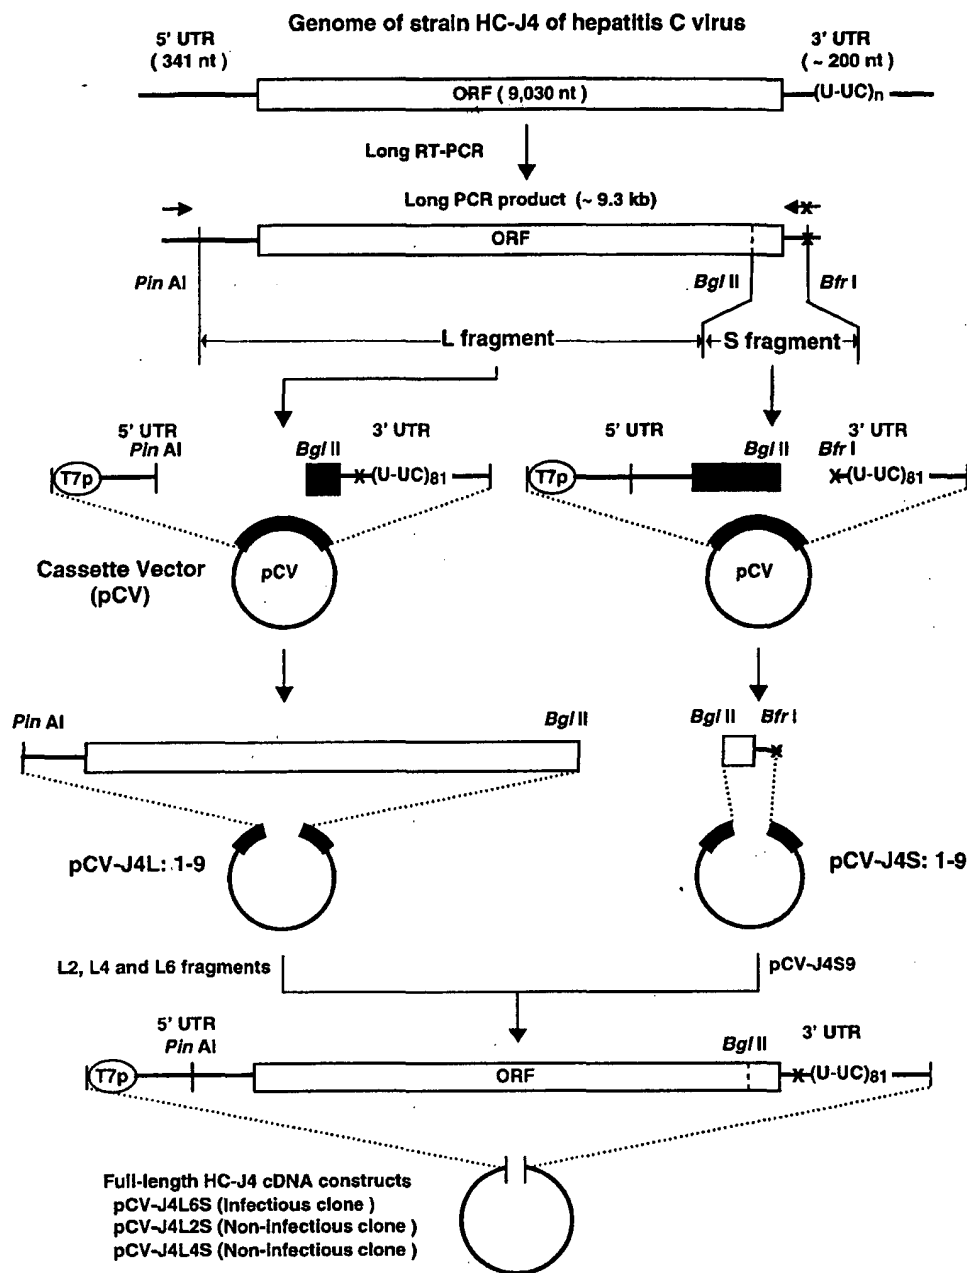 Genome of strain HC-J4 of hepatitis C virus
5' UTR
( 341 nt )
3' UTR
( ~ 200 nt )
ORF ( 9,030 nt )
(U-UC)n
Long RT-PCR
Long PCR product (~ 9.3 kb)
ORF
Pin AI
Bgl II
Bfr I
L fragment
S fragment
5' UTR
Pin AI
Bgl II
3' UTR
T7p
x
(U-UC)81
5' UTR
Bgl II
Bfr I
3' UTR
T7p
x
(U-UC)81
Cassette Vector
(pCV)
pCV
pCV
Pin AI
Bgl II
Bgl II
Bfr I
pCV-J4L: 1-9
pCV-J4S: 1-9
L2, L4 and L6 fragments
pCV-J4S9
5' UTR
Pin AI
Bgl II
3' UTR
T7p
ORF
x
(U-UC)81
Full-length HC-J4 cDNA constructs
pCV-J4L6S (Infectious clone )
pCV-J4L2S (Non-infectious clone )
pCV-J4L4S (Non-infectious clone )